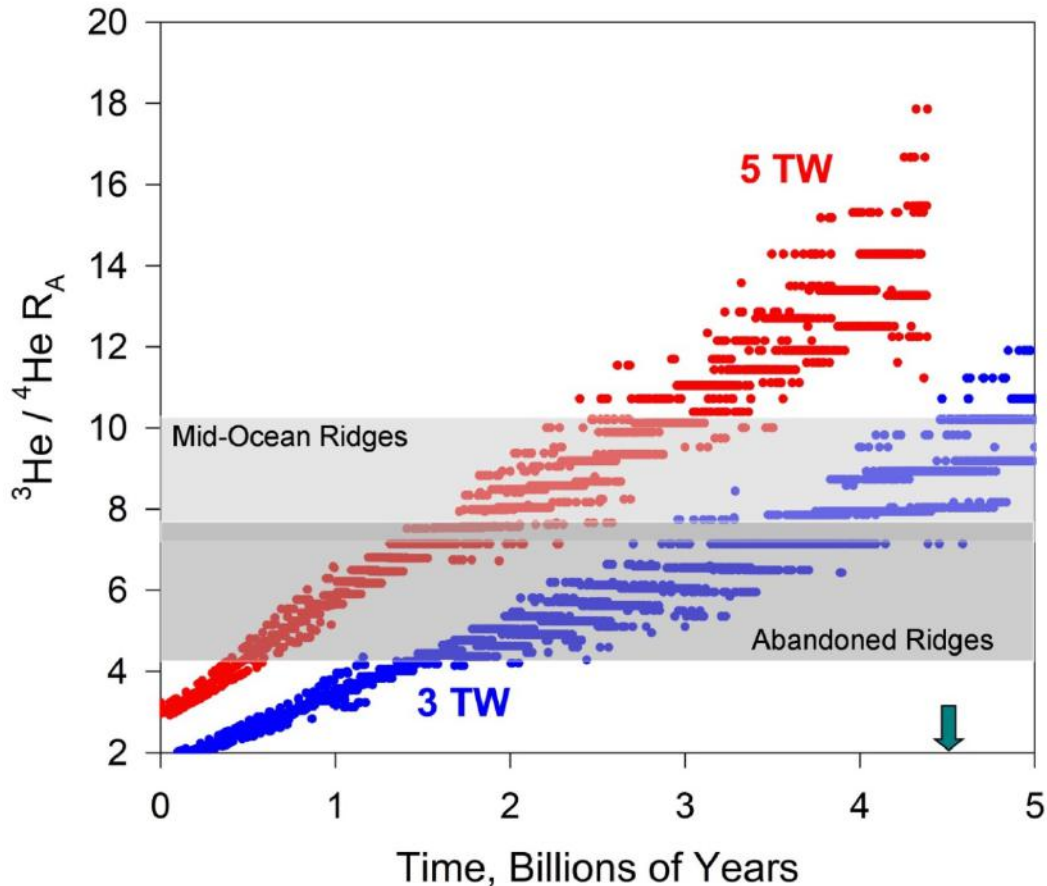 20
18
16
14
12
10
8
6
4
2
³He / ⁴He R_A
5 TW
Mid-Ocean Ridges
Abandoned Ridges
3 TW
0 1 2 3 4 5
Time, Billions of Years